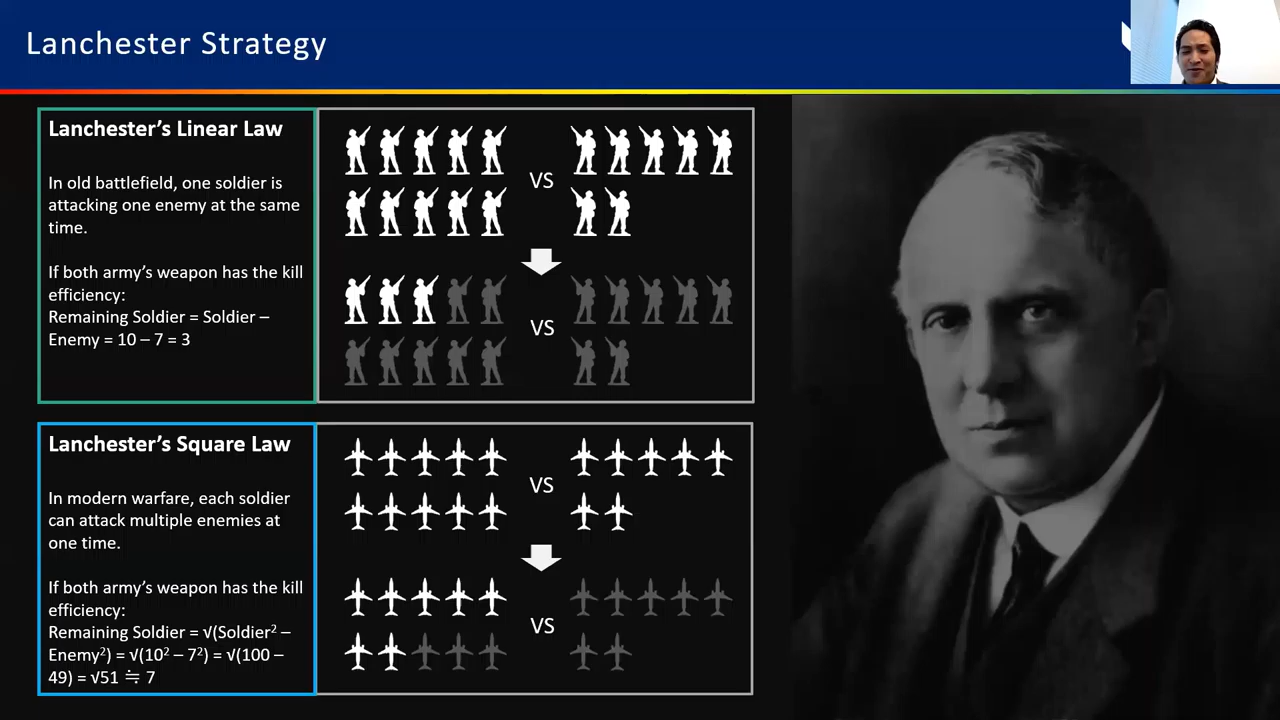 Lanchester Strategy
Lanchester's Linear Law
In old battlefield, one soldier is
attacking one enemy at the same
time.
If both army's weapon has the kill
efficiency:
Remaining Soldier = Soldier –
Enemy = 10 – 7 = 3
VS
VS
Lanchester's Square Law
In modern warfare, each soldier
can attack multiple enemies at
one time.
If both army's weapon has the kill
efficiency:
Remaining Soldier = √(Soldier² –
Enemy²) = √(10² – 7²) = √(100 –
49) = √51 ≒ 7
VS
VS